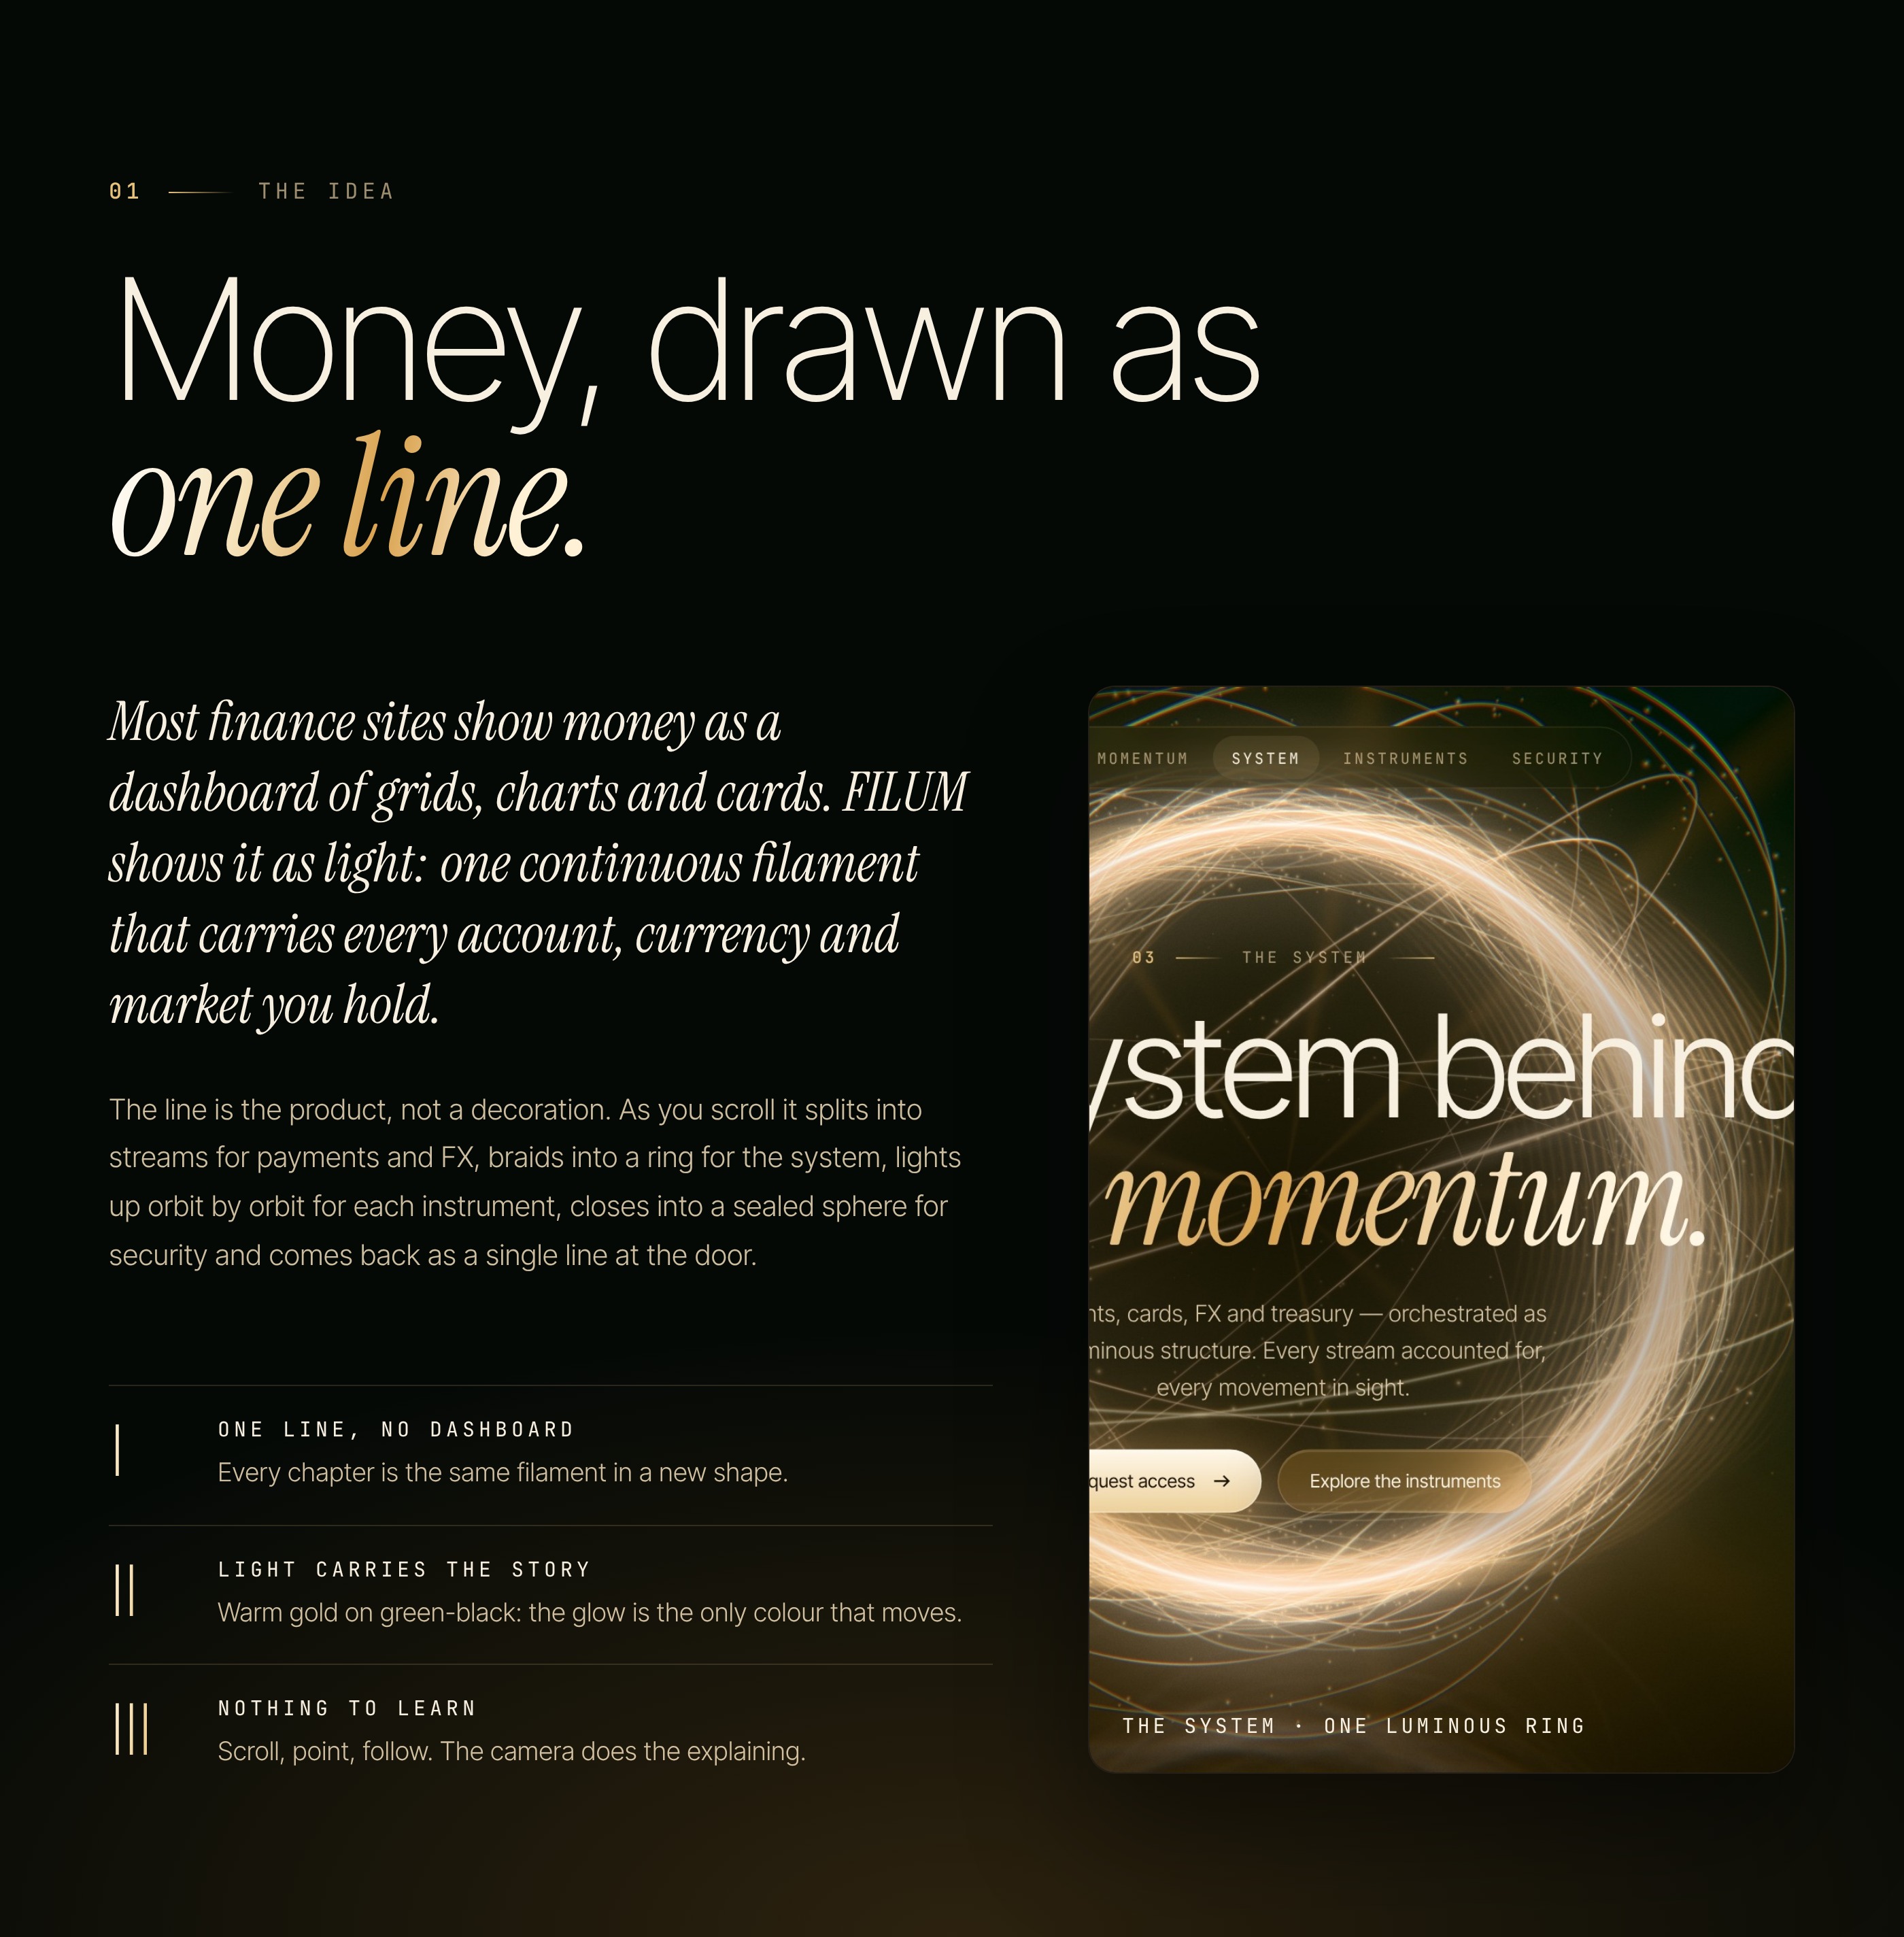 01 THE IDEA
Money, drawn as
one line.
Most finance sites show money as a
dashboard of grids, charts and cards. FILUM
shows it as light: one continuous filament
that carries every account, currency and
market you hold.
The line is the product, not a decoration. As you scroll it splits into
streams for payments and FX, braids into a ring for the system, lights
up orbit by orbit for each instrument, closes into a sealed sphere for
security and comes back as a single line at the door.
ONE LINE, NO DASHBOARD
Every chapter is the same filament in a new shape.
LIGHT CARRIES THE STORY
Warm gold on green-black: the glow is the only colour that moves.
NOTHING TO LEARN
Scroll, point, follow. The camera does the explaining.
MOMENTUM SYSTEM INSTRUMENTS SECURITY
03 THE SYSTEM
ystem behind
momentum.
nts, cards, FX and treasury — orchestrated as
minous structure. Every stream accounted for,
every movement in sight.
quest access → Explore the instruments
THE SYSTEM · ONE LUMINOUS RING